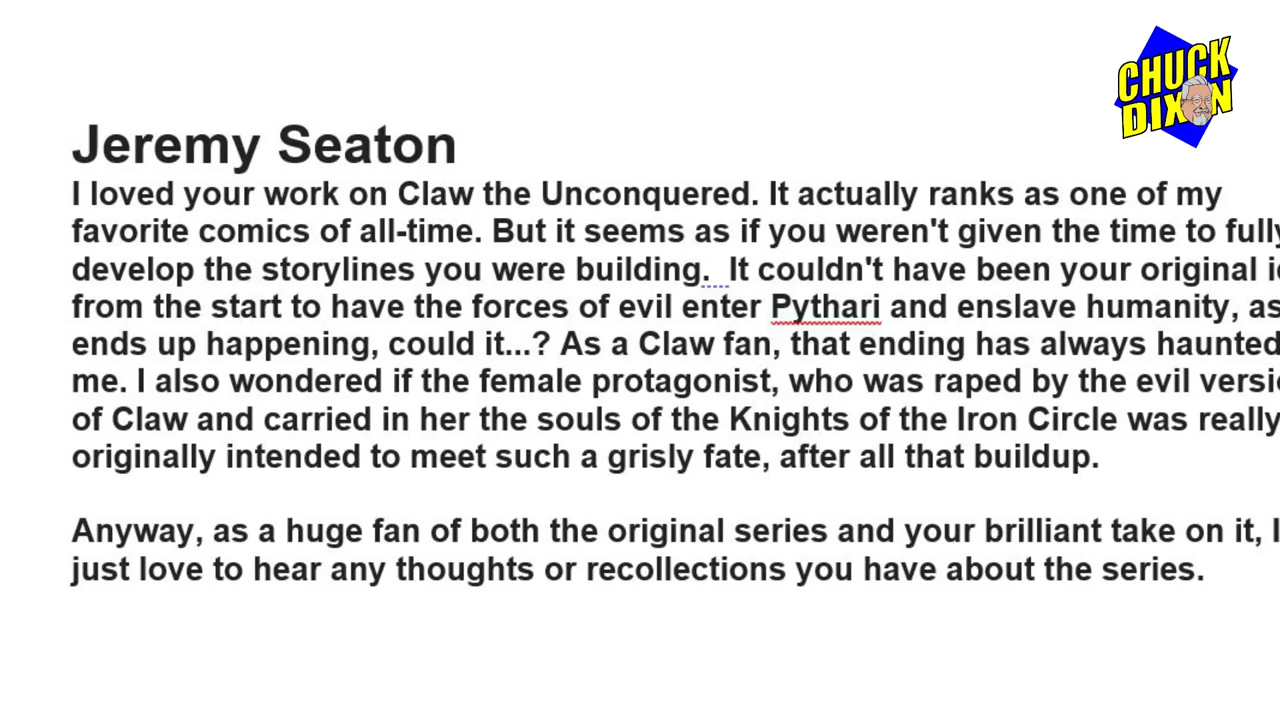 CHUCK
DIXON
Jeremy Seaton
I loved your work on Claw the Unconquered. It actually ranks as one of my
favorite comics of all-time. But it seems as if you weren't given the time to fully
develop the storylines you were building.  It couldn't have been your original
from the start to have the forces of evil enter Pythari and enslave humanity, as
ends up happening, could it...? As a Claw fan, that ending has always haunted
me. I also wondered if the female protagonist, who was raped by the evil
of Claw and carried in her the souls of the Knights of the Iron Circle was really
originally intended to meet such a grisly fate, after all that buildup.
Anyway, as a huge fan of both the original series and your brilliant take on it,
just love to hear any thoughts or recollections you have about the series.